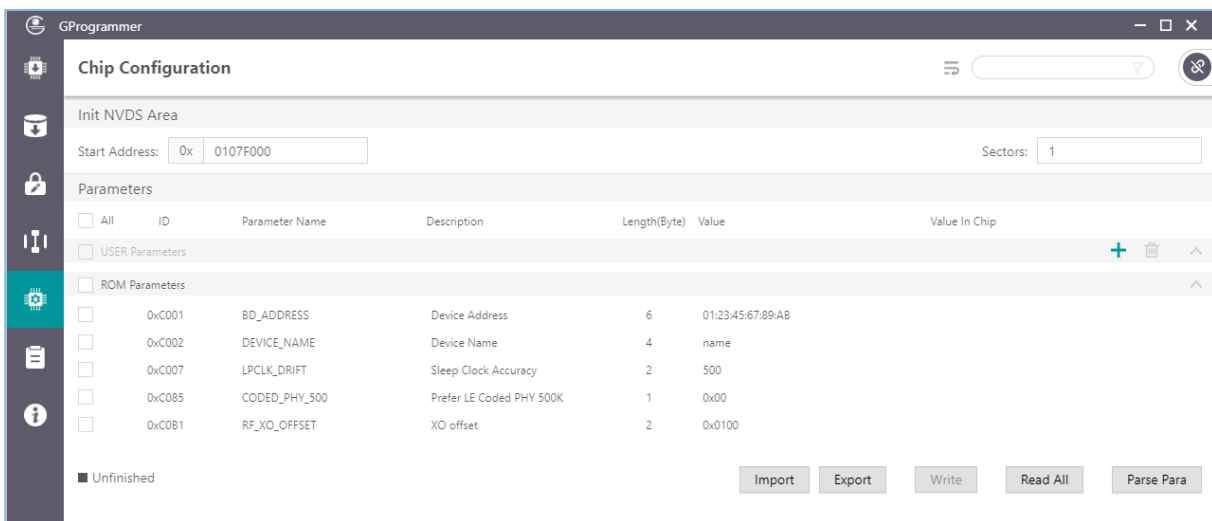 GProgrammer
Chip Configuration
Init NVDS Area
Start Address: 0x 0107F000 Sectors: 1
Parameters
All ID Parameter Name Description Length(Byte) Value Value In Chip
USER Parameters
ROM Parameters
0xC001 BD_ADDRESS Device Address 6 01:23:45:67:89:AB
0xC002 DEVICE_NAME Device Name 4 name
0xC007 LPCLK_DRIFT Sleep Clock Accuracy 2 500
0xC085 CODED_PHY_500 Prefer LE Coded PHY 500K 1 0x00
0xC0B1 RF_XO_OFFSET XO offset 2 0x0100
Unfinished Import Export Write Read All Parse Para